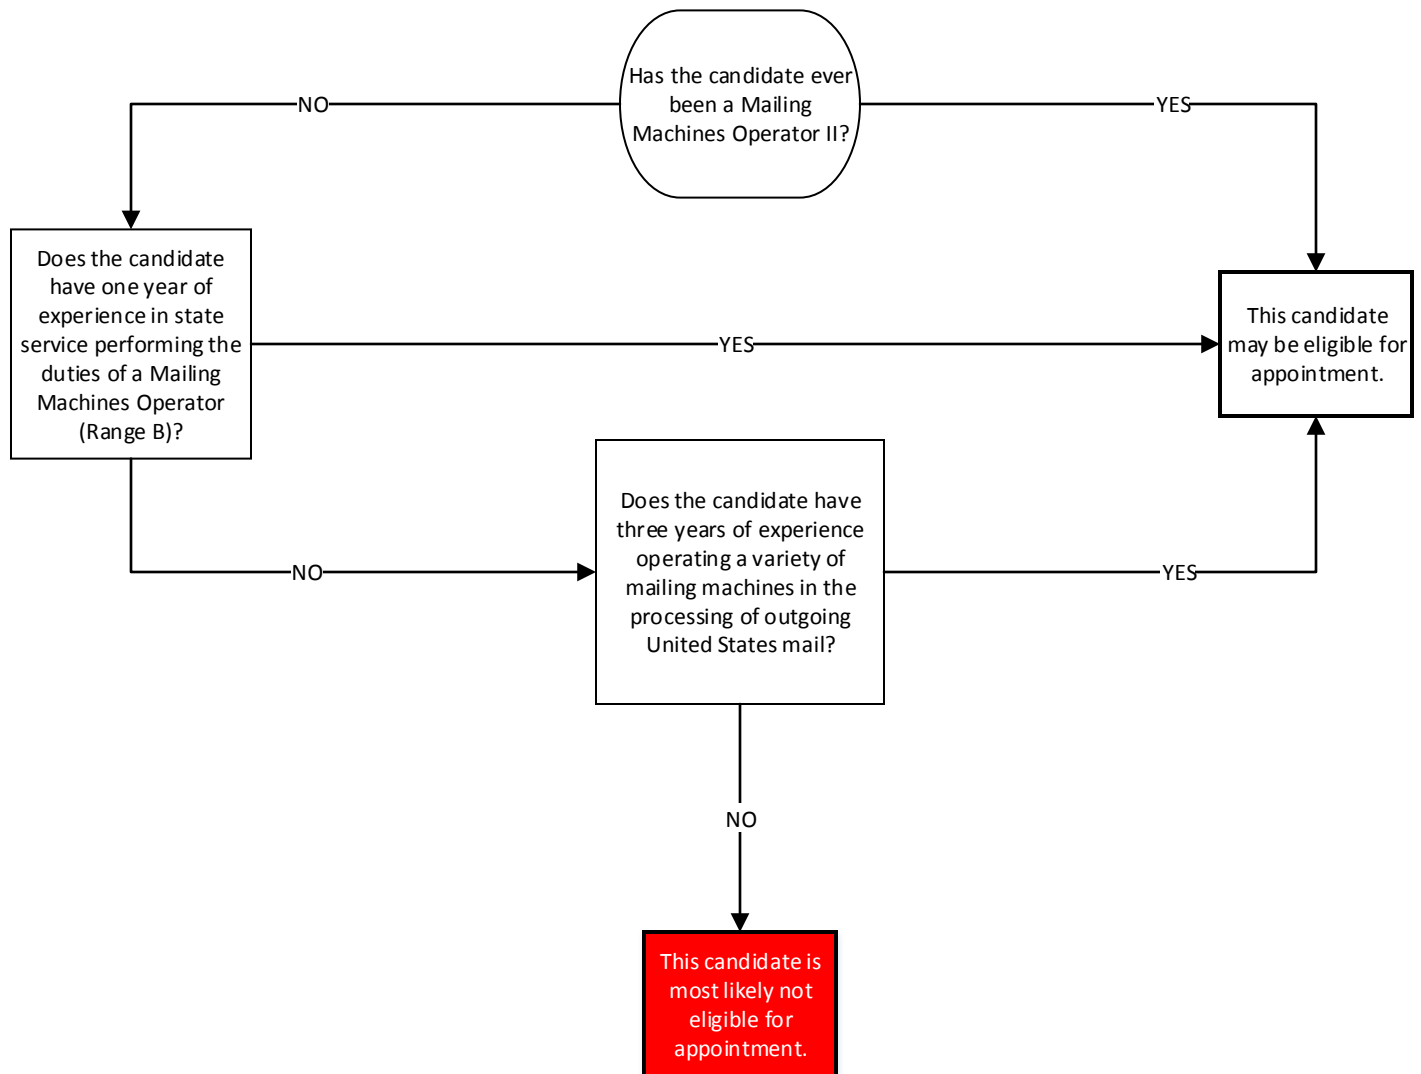 Has the candidate ever
been a Mailing
Machines Operator II?
NO
YES
Does the candidate
have one year of
experience in state
service performing the
duties of a Mailing
Machines Operator
(Range B)?
YES
This candidate
may be eligible for
appointment.
NO
Does the candidate have
three years of experience
operating a variety of
mailing machines in the
processing of outgoing
United States mail?
YES
NO
This candidate is
most likely not
eligible for
appointment.